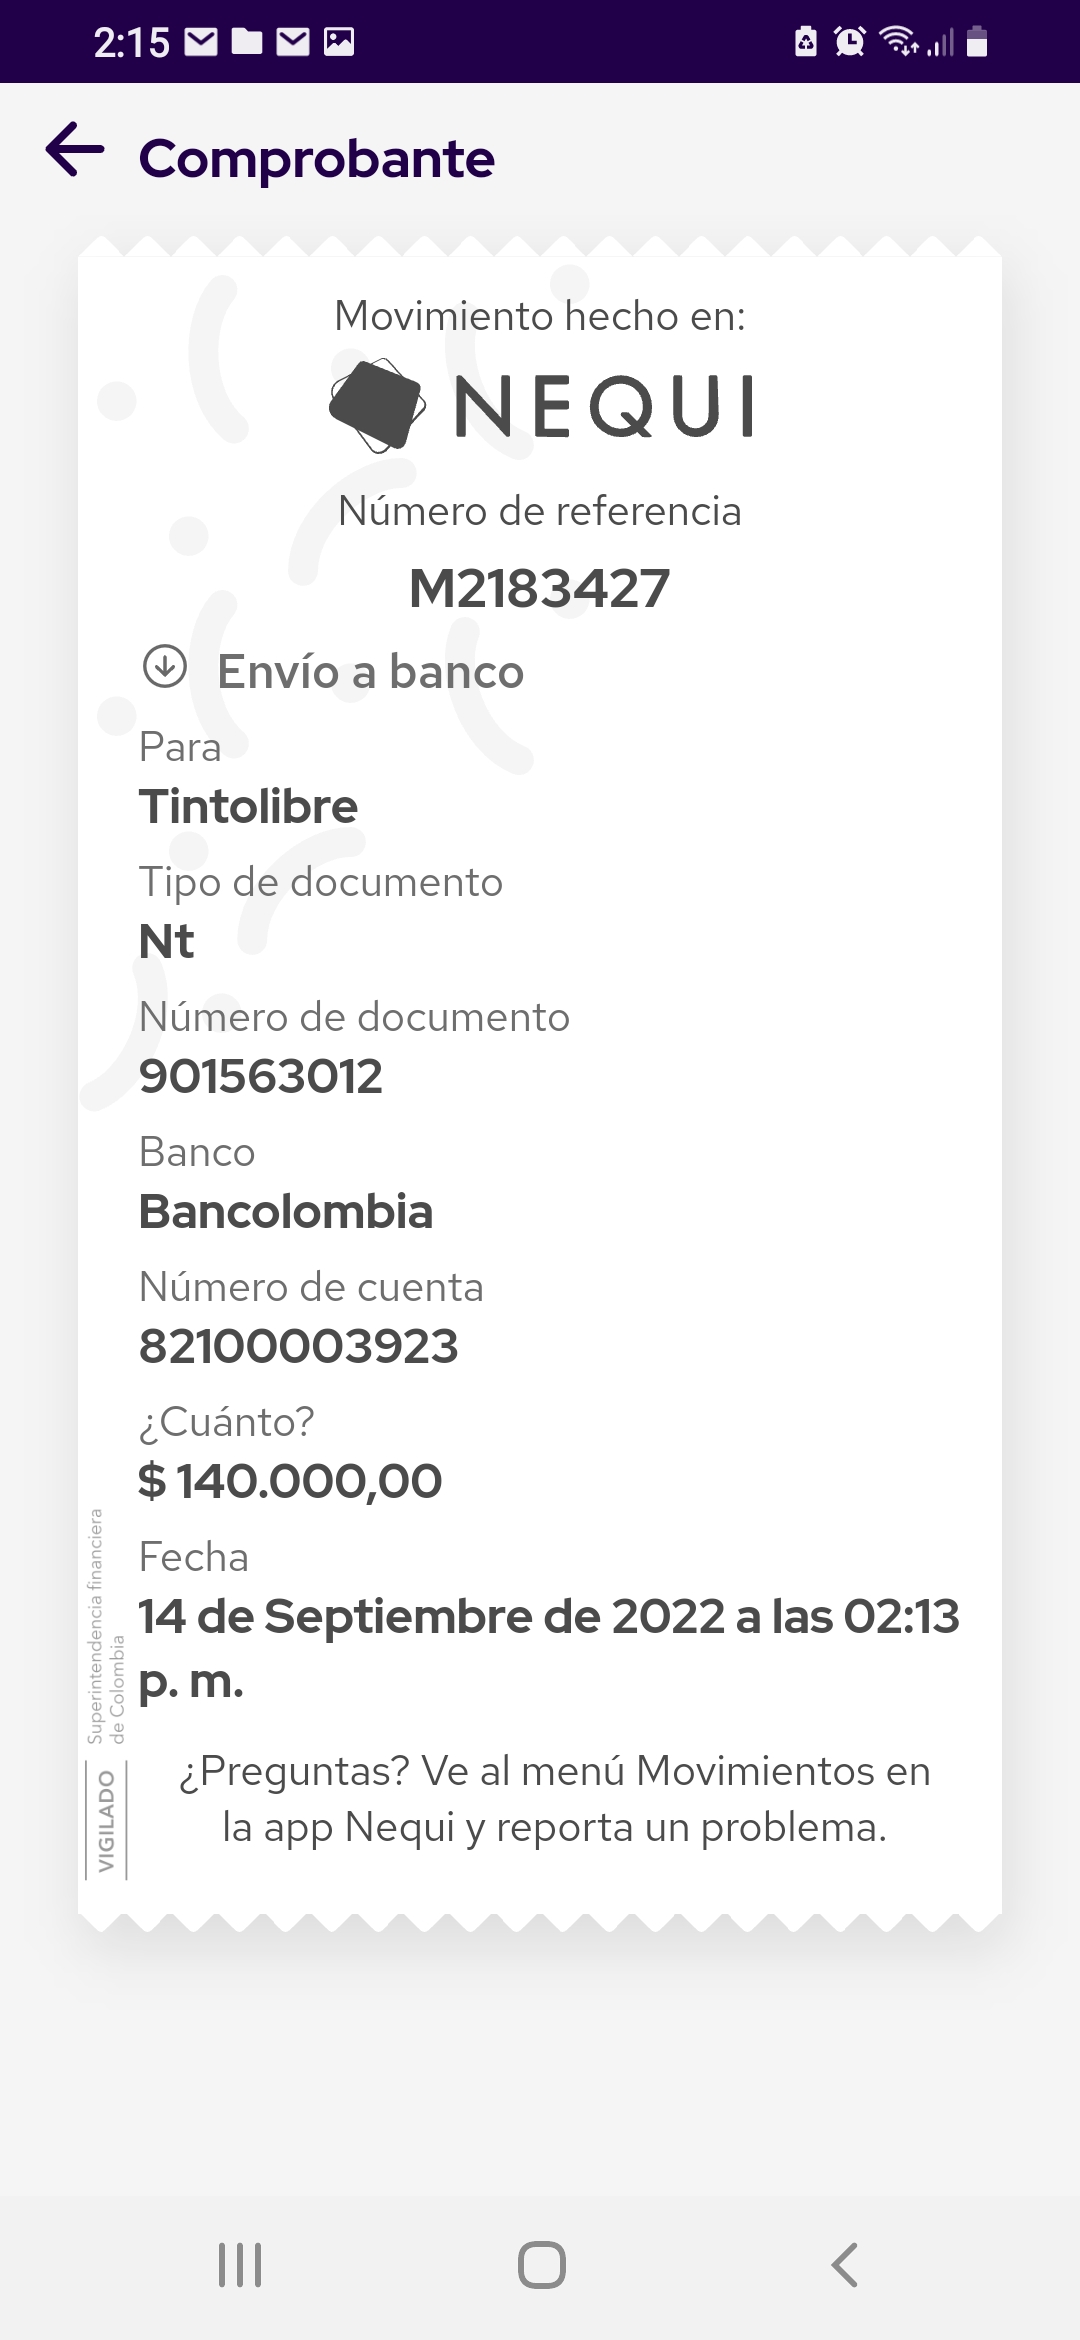 2:15
Comprobante
Movimiento hecho en:
NEQUI
Número de referencia
M2183427
Envío a banco
Para
Tintolibre
Tipo de documento
Nt
Número de documento
901563012
Banco
Bancolombia
Número de cuenta
82100003923
¿Cuánto?
$ 140.000,00
Fecha
14 de Septiembre de 2022 a las 02:13
p. m.
¿Preguntas? Ve al menú Movimientos en
la app Nequi y reporta un problema.
VIGILADO
Superintendencia financiera
de Colombia